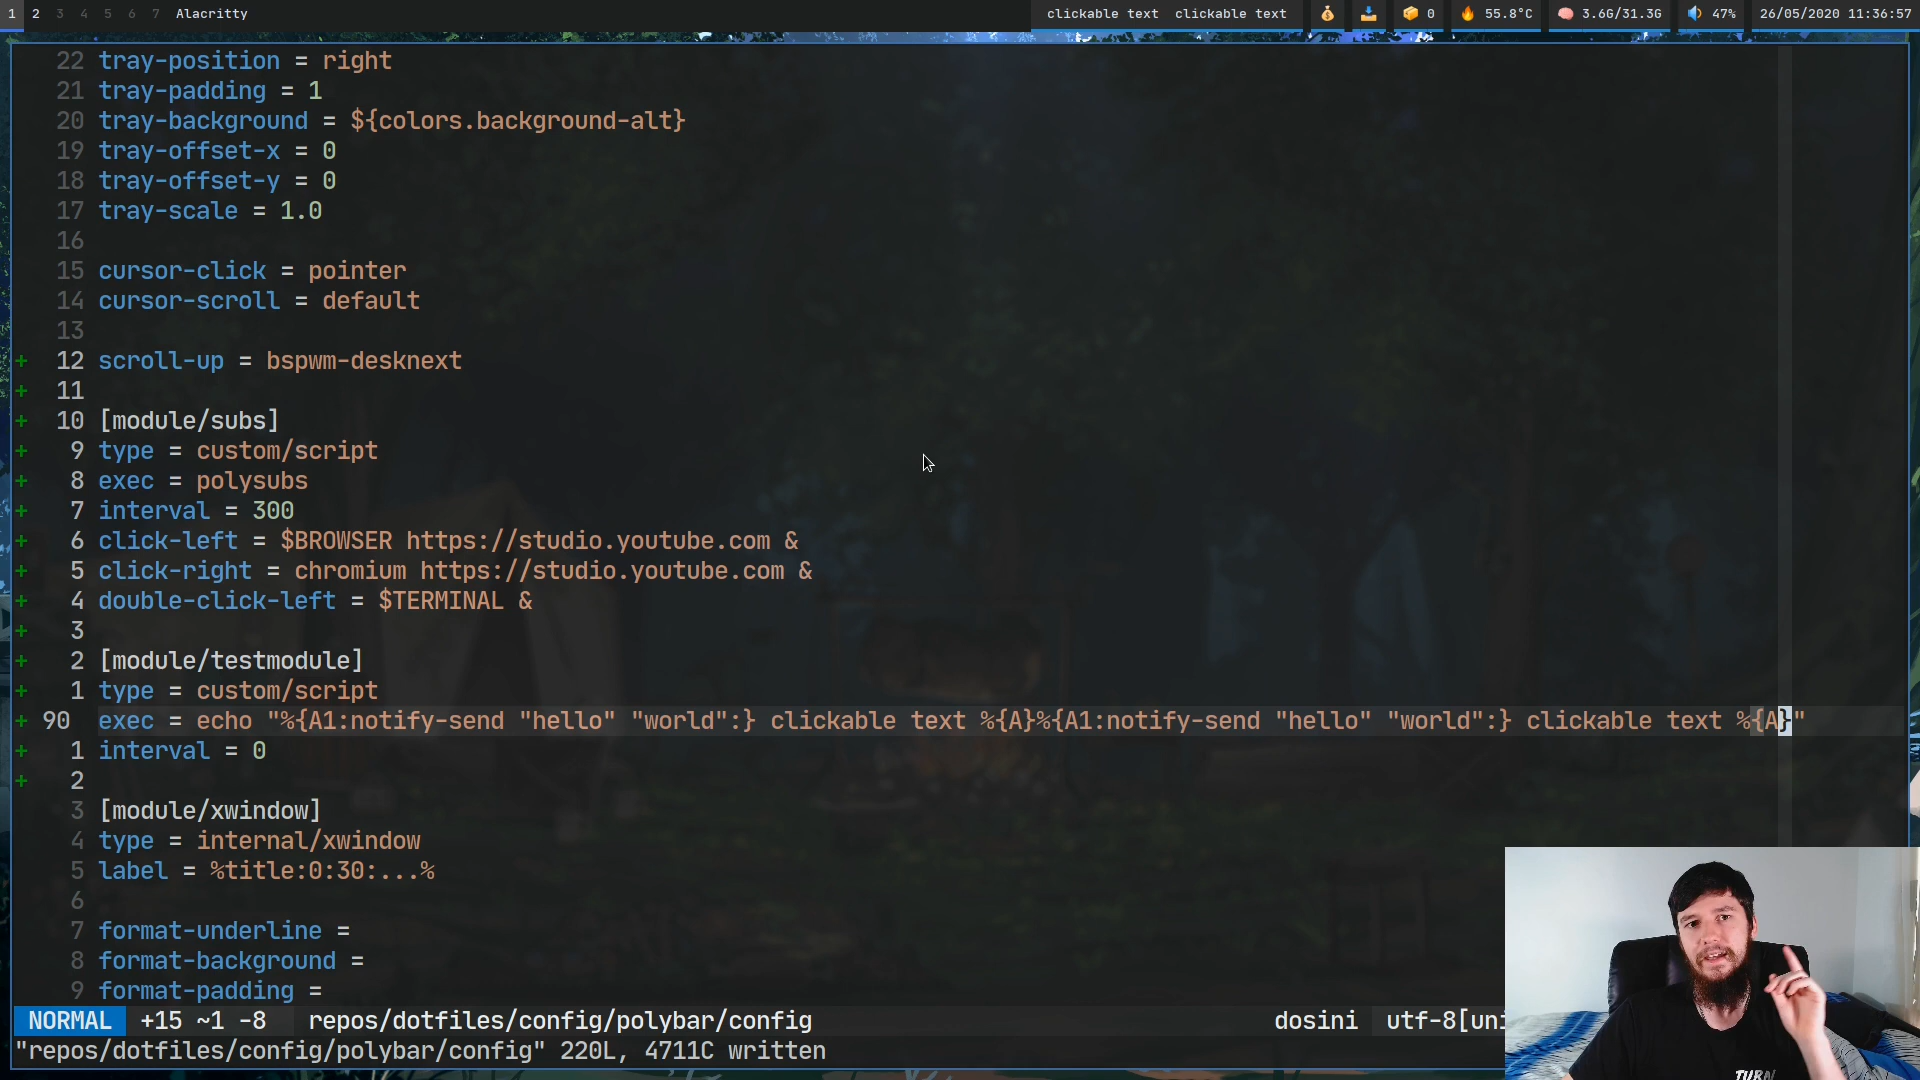 1 2 3 4 5 6 7 Alacritty clickable text clickable text 0 55.8°C 3.6G/31.3G 47% 26/05/2020 11:36:57
22 tray-position = right
21 tray-padding = 1
20 tray-background = ${colors.background-alt}
19 tray-offset-x = 0
18 tray-offset-y = 0
17 tray-scale = 1.0
16
15 cursor-click = pointer
14 cursor-scroll = default
13
+ 12 scroll-up = bspwm-desknext
+ 11
+ 10 [module/subs]
+ 9 type = custom/script
+ 8 exec = polysubs
+ 7 interval = 300
+ 6 click-left = $BROWSER https://studio.youtube.com &
+ 5 click-right = chromium https://studio.youtube.com &
+ 4 double-click-left = $TERMINAL &
+ 3
+ 2 [module/testmodule]
+ 1 type = custom/script
+ 90 exec = echo "%{A1:notify-send "hello" "world":} clickable text %{A}%{A1:notify-send "hello" "world":} clickable text %{A}"
+ 1 interval = 0
+ 2
3 [module/xwindow]
4 type = internal/xwindow
5 label = %title:0:30:...%
6
7 format-underline =
8 format-background =
9 format-padding =
NORMAL +15 ~1 -8 repos/dotfiles/config/polybar/config dosini utf-8[uni
"repos/dotfiles/config/polybar/config" 220L, 4711C written
TURN